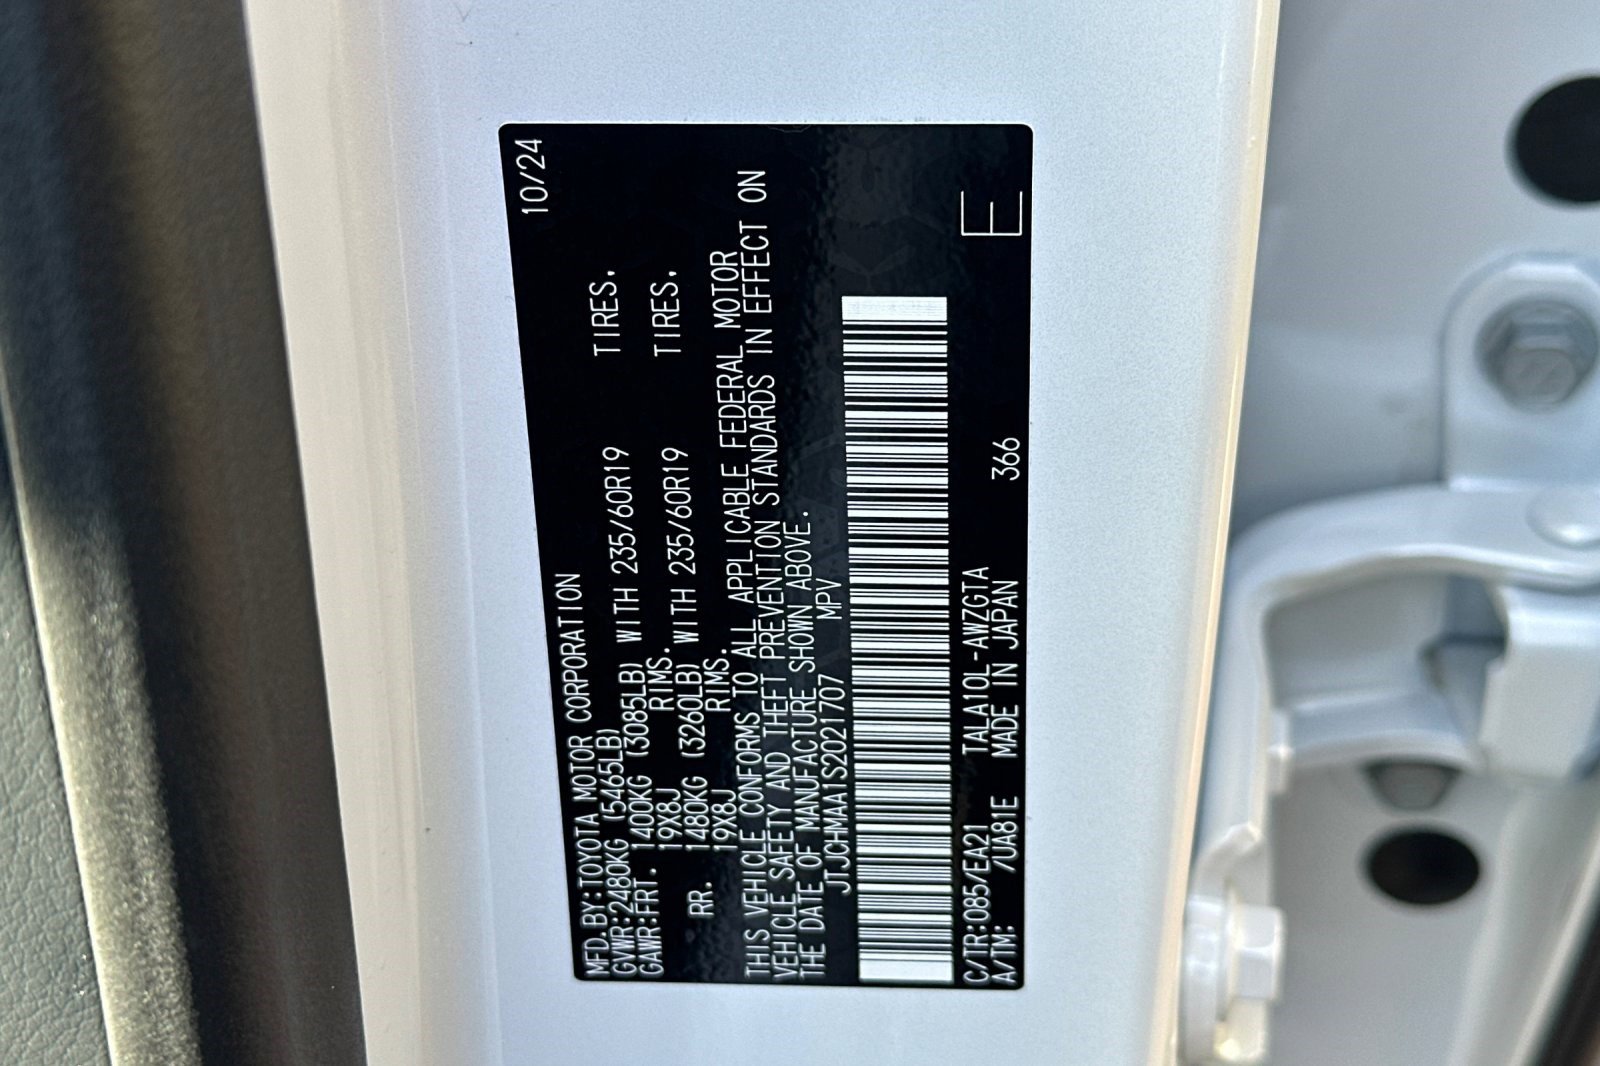 MFD.BY:TOYOTA MOTOR CORPORATION 10/24
GVWR:2480KG (5465LB)
GAWR:FRT. 1400KG (3085LB) WITH 235/60R19 TIRES.
19X8J RIMS.
RR. 1480KG (3260LB) WITH 235/60R19 TIRES.
19X8J RIMS.
THIS VEHICLE CONFORMS TO ALL APPLICABLE FEDERAL MOTOR
VEHICLE SAFETY AND THEFT PREVENTION STANDARDS IN EFFECT ON
THE DATE OF MANUFACTURE SHOWN ABOVE.
JTJCHMAA1S2021707 MPV
C/TR:085/EA21 TALA10L-AWZGTA E
A/TM: /UA81E MADE IN JAPAN 366